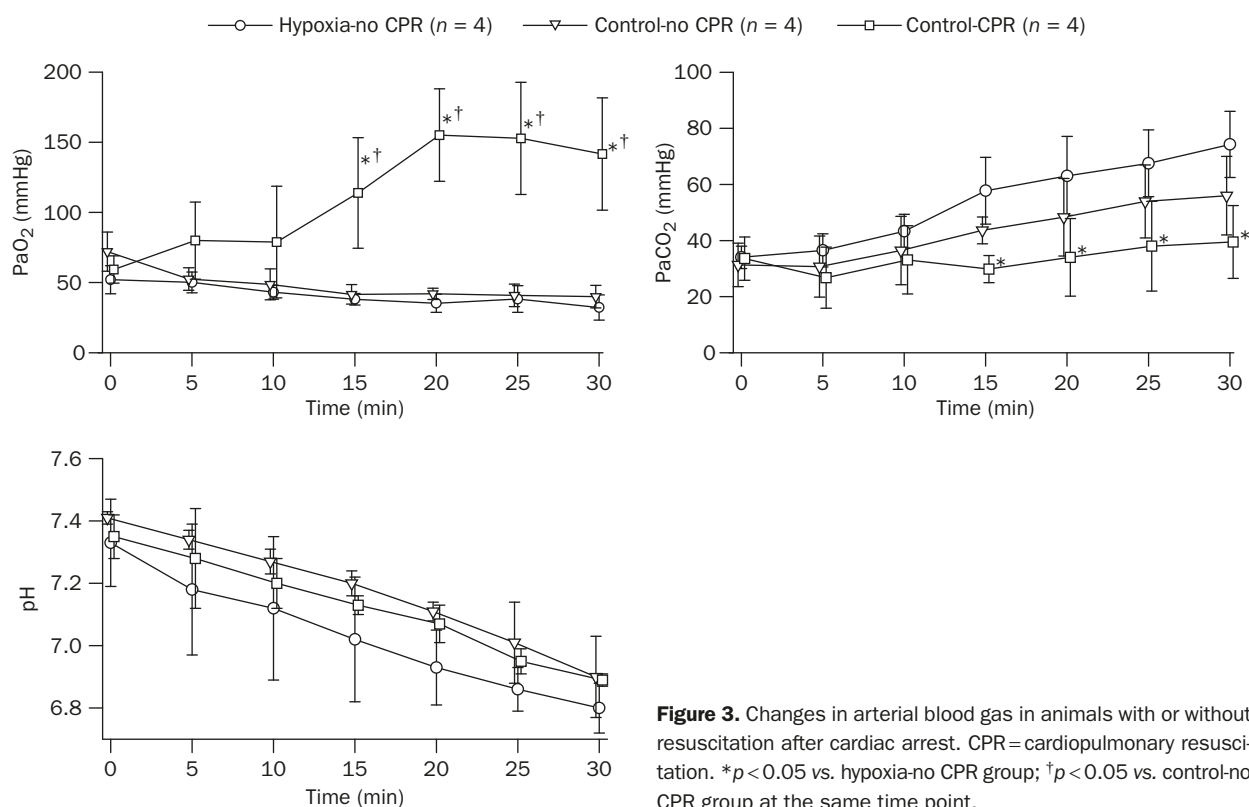 Hypoxia-no CPR (n = 4) Control-no CPR (n = 4) Control-CPR (n = 4)
PaO2 (mmHg)
200
150
100
50
0
*†
*†
*†
*†
0 5 10 15 20 25 30
Time (min)
PaCO2 (mmHg)
100
80
60
40
20
0
*
*
*
*
0 5 10 15 20 25 30
Time (min)
pH
7.6
7.4
7.2
7.0
6.8
0 5 10 15 20 25 30
Time (min)
Figure 3. Changes in arterial blood gas in animals with or without
resuscitation after cardiac arrest. CPR = cardiopulmonary resusci-
tation. *p < 0.05 vs. hypoxia-no CPR group; †p < 0.05 vs. control-no
CPR group at the same time point.